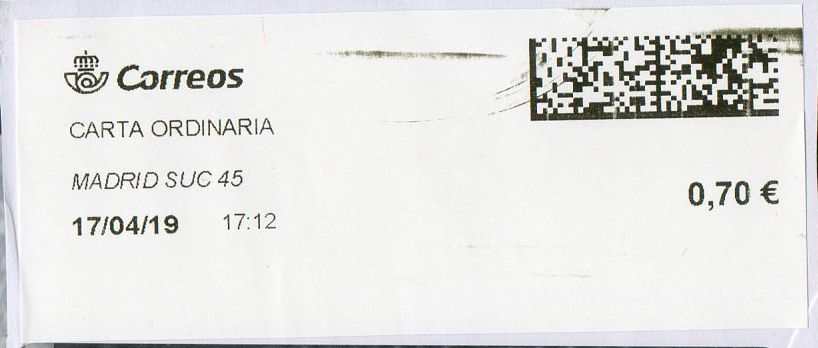 Correos
CARTA ORDINARIA
MADRID SUC 45
17/04/19 17:12
0,70 €